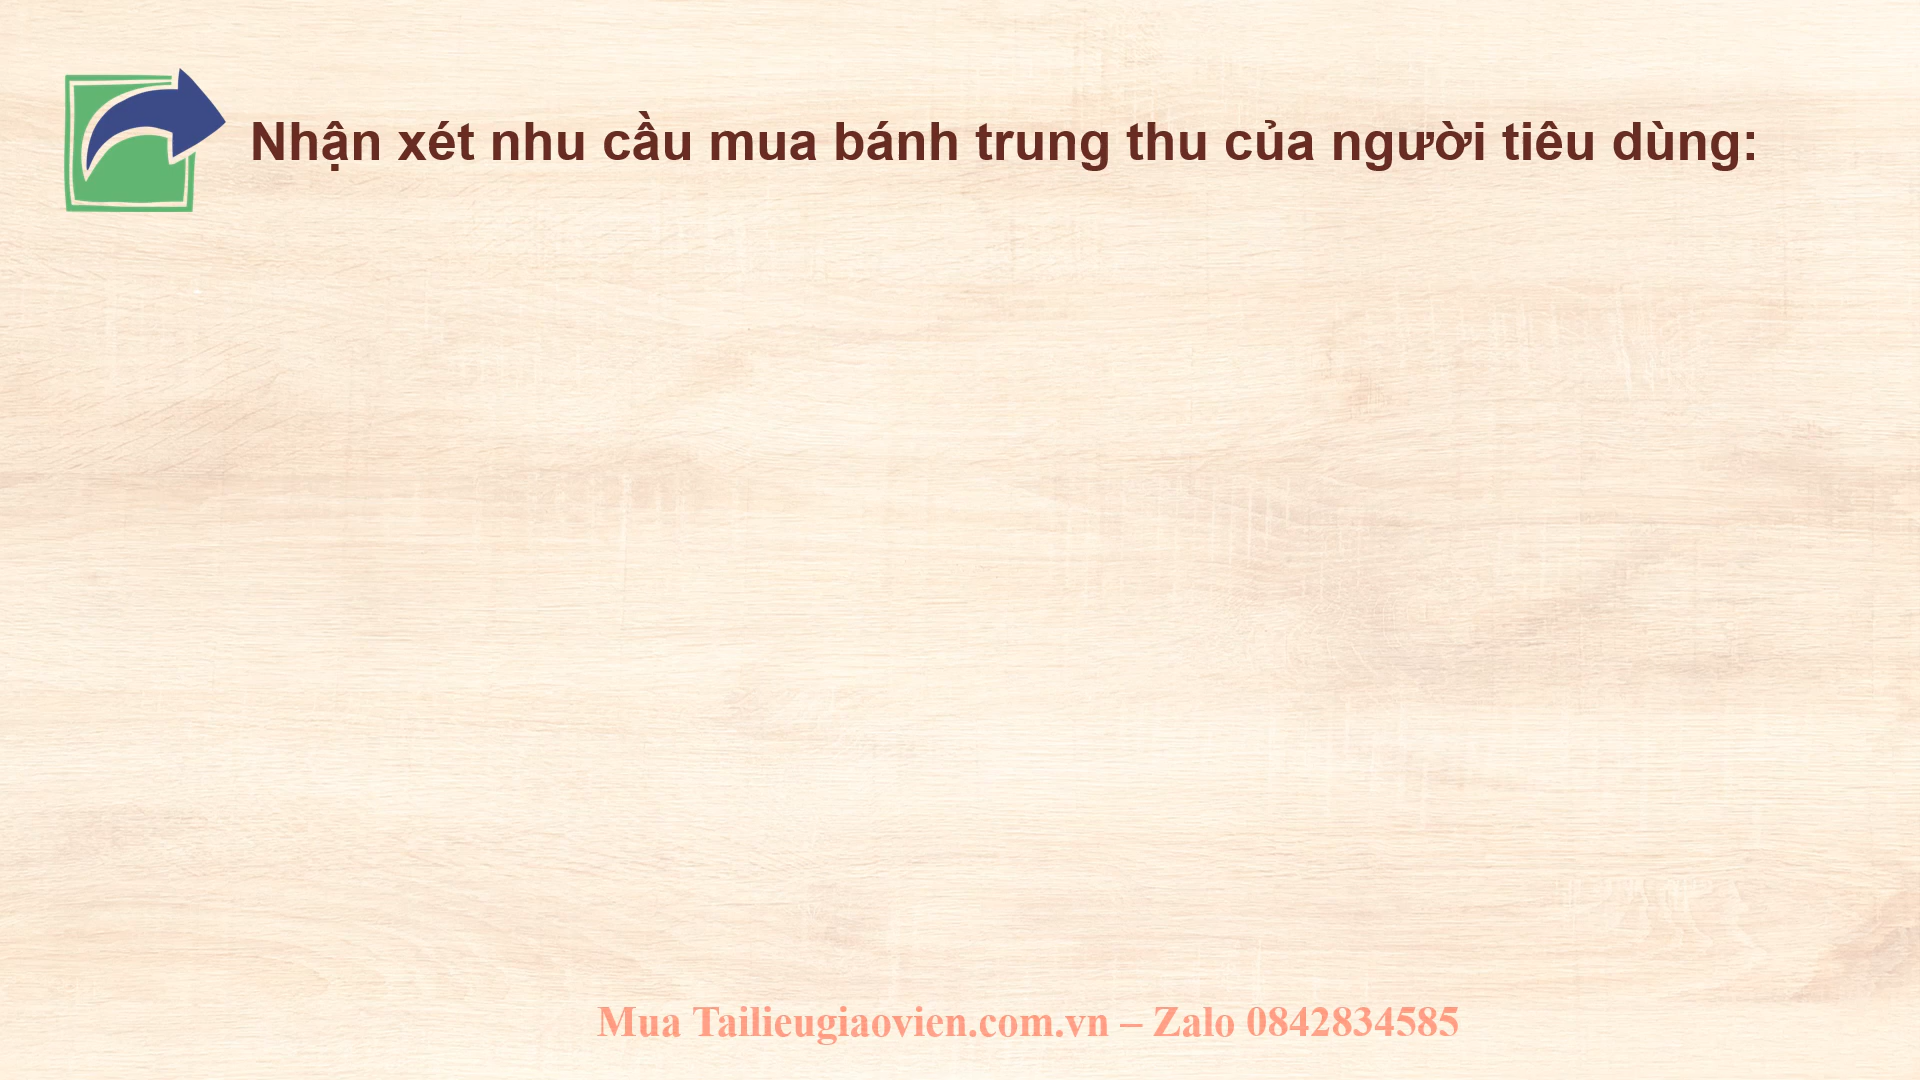 Nhận xét nhu cầu mua bánh trung thu của người tiêu dùng:
Mua Tailieugiaovien.com.vn – Zalo 0842834585